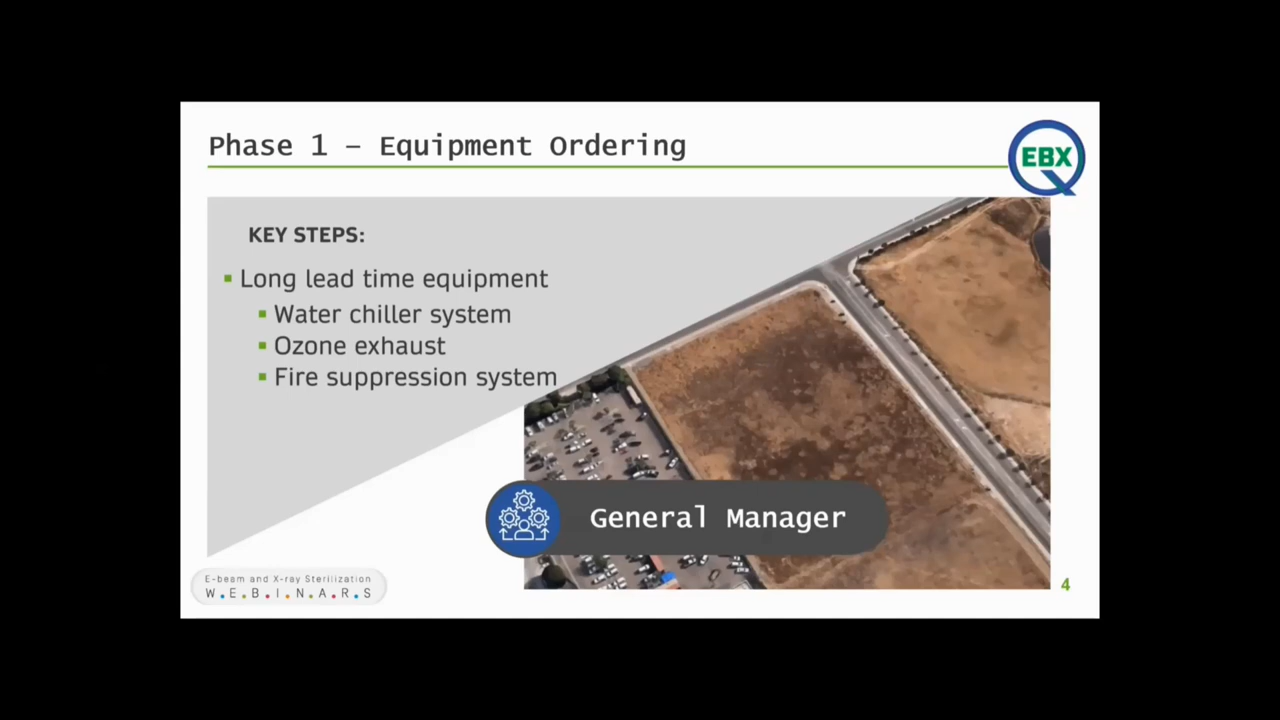 Phase 1 – Equipment Ordering
EBX
KEY STEPS:
Long lead time equipment
Water chiller system
Ozone exhaust
Fire suppression system
General Manager
E-beam and X-ray Sterilization
W.E.B.I.N.A.R.S
4